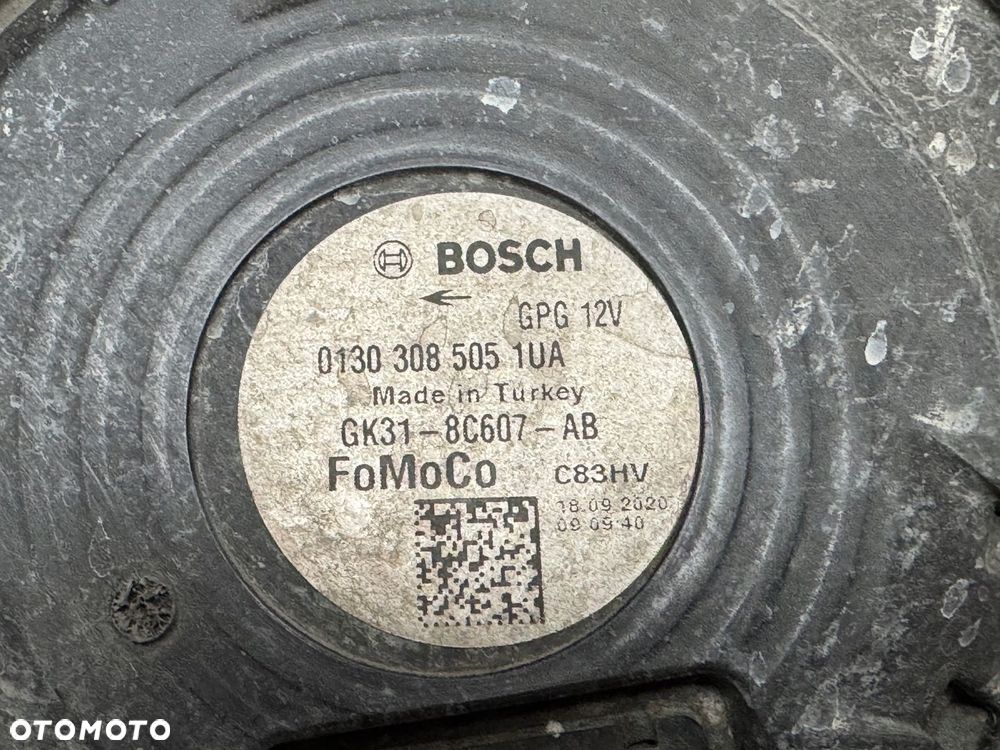 BOSCH
GPG 12V
0130 308 505 1UA
Made in Turkey
GK31-8C607-AB
FoMoCo C83HV
18.09.2020
09:09:40
OTOMOTO